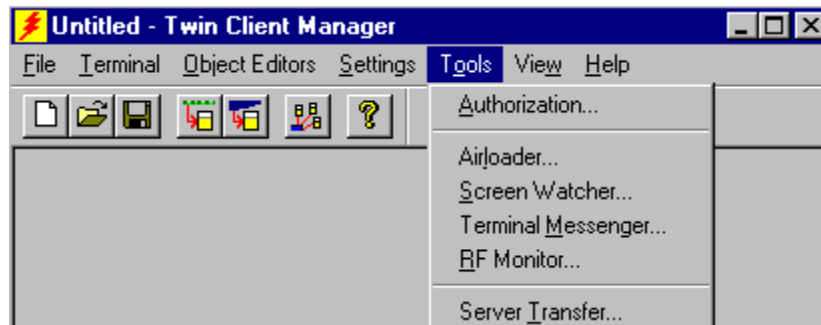 Untitled - Twin Client Manager
File Terminal Object Editors Settings Tools View Help
Authorization...
Airloader...
Screen Watcher...
Terminal Messenger...
RF Monitor...
Server Transfer...